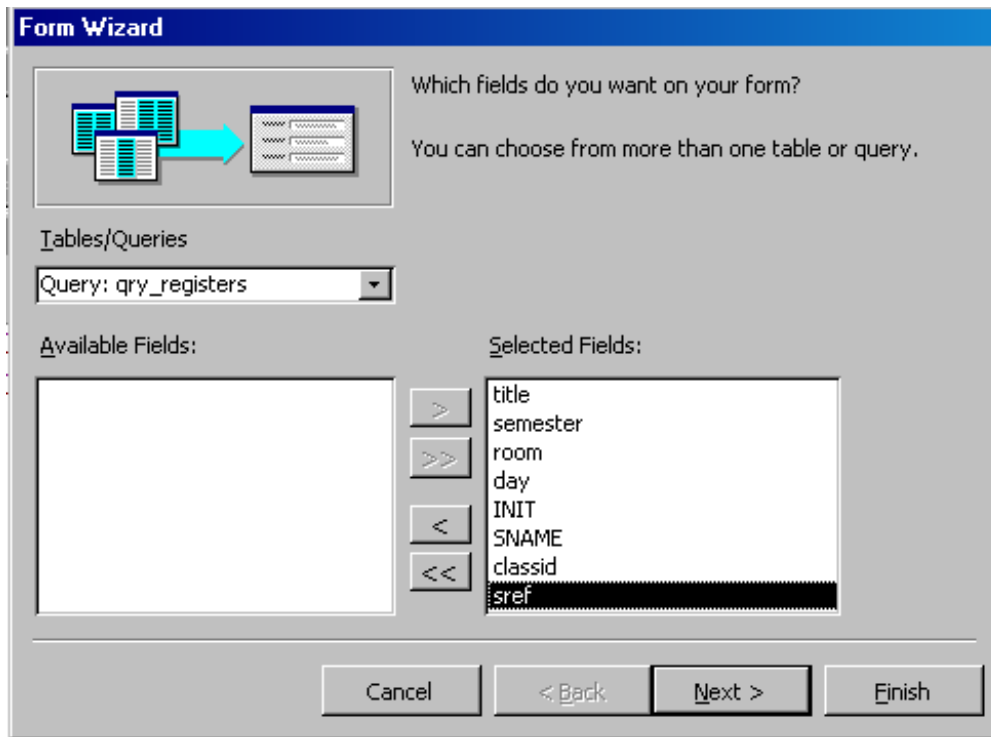 Form Wizard
Which fields do you want on your form?
You can choose from more than one table or query.
Tables/Queries
Query: qry_registers
Available Fields:
Selected Fields:
title
semester
room
day
INIT
SNAME
classid
sref
>
>>
<
<<
Cancel
< Back
Next >
Finish